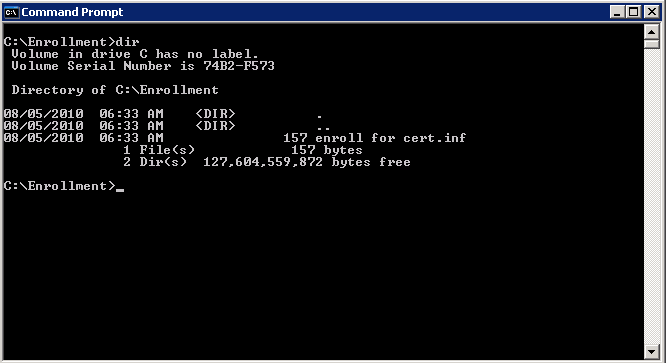 Command Prompt
C:\Enrollment>dir
 Volume in drive C has no label.
 Volume Serial Number is 74B2-F573
 Directory of C:\Enrollment
08/05/2010  06:33 AM    <DIR>          .
08/05/2010  06:33 AM    <DIR>          ..
08/05/2010  06:33 AM               157 enroll for cert.inf
               1 File(s)            157 bytes
               2 Dir(s)  127,604,559,872 bytes free
C:\Enrollment>_